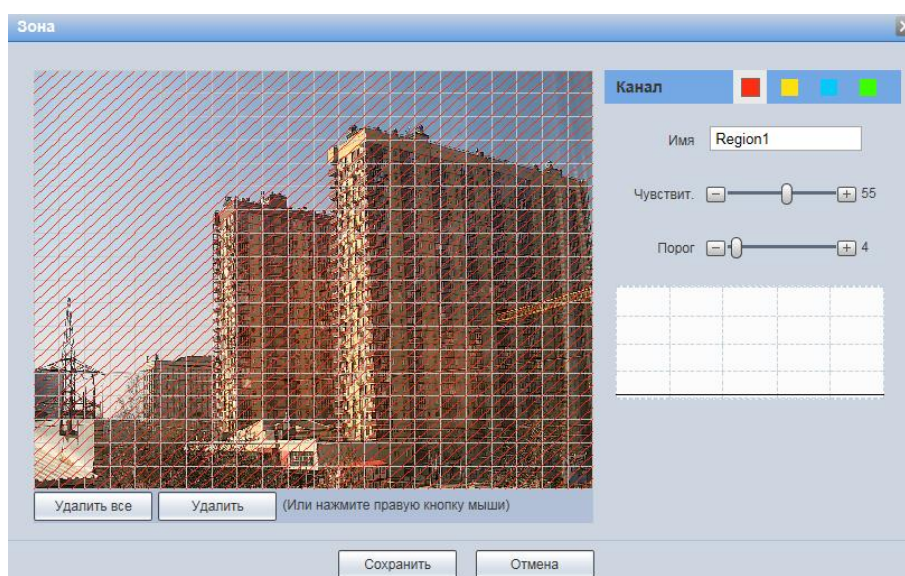 Зона
Канал
Имя Region1
Чувствит. 55
Порог 4
Удалить все Удалить (Или нажмите правую кнопку мыши)
Сохранить Отмена